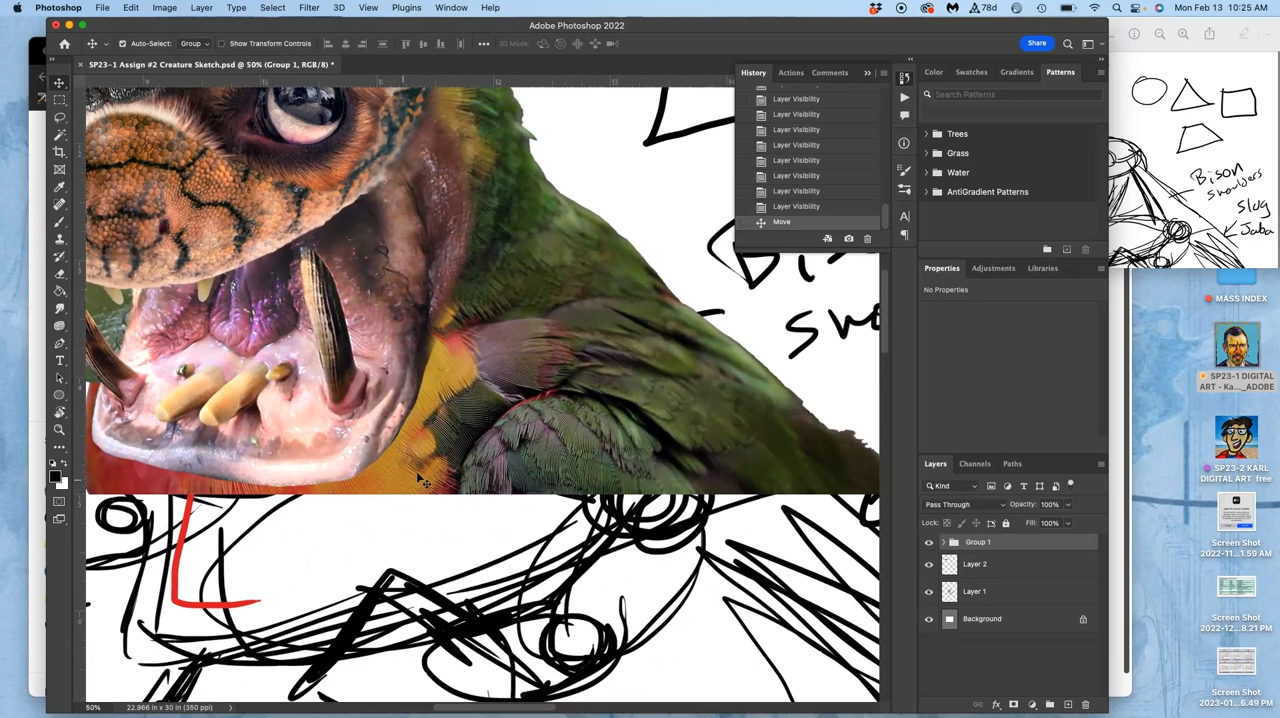 Photoshop 2022 File Edit Image Layer Type Select Filter 3D View Plugins Window Help 78d Mon Feb 13 10:25 AM
Adobe Photoshop 2022
Auto-Select: Group Show Transform Controls 3D Mode: Share
SP23-1 Assign #2 Creature Sketch.psd @ 50% (Group 1, RGB/8) *
History Actions Comments
Layer Visibility
Layer Visibility
Layer Visibility
Layer Visibility
Layer Visibility
Layer Visibility
Layer Visibility
Layer Visibility
Move
Color Swatches Gradients Patterns
Search Patterns
Trees
Grass
Water
AntiGradient Patterns
Properties Adjustments Libraries
No Properties
Layers Channels Paths
Kind
Pass Through Opacity: 100%
Lock: Fill: 100%
Group 1
Layer 2
Layer 1
Background
50% 22.966 in x 30 in (350 ppi)
Bison
shoulders
slug
Jaba
MASS INDEX
SP23-1 DIGITAL
ART - Ka..._ADOBE
SP23-2 KARL
DIGITAL ART free
Screen Shot
2022-11...1.59 AM
Screen Shot
2022-12...8.21 PM
Screen Shot
2023-01...6.49 PM